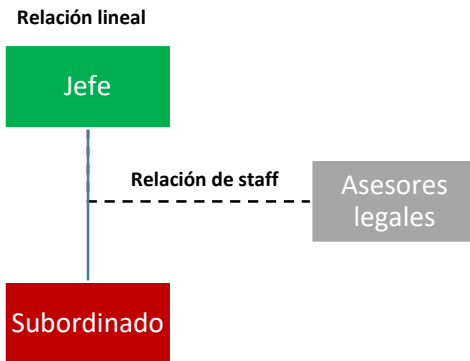 Relación lineal
Jefe
Relación de staff
Asesores
legales
Subordinado